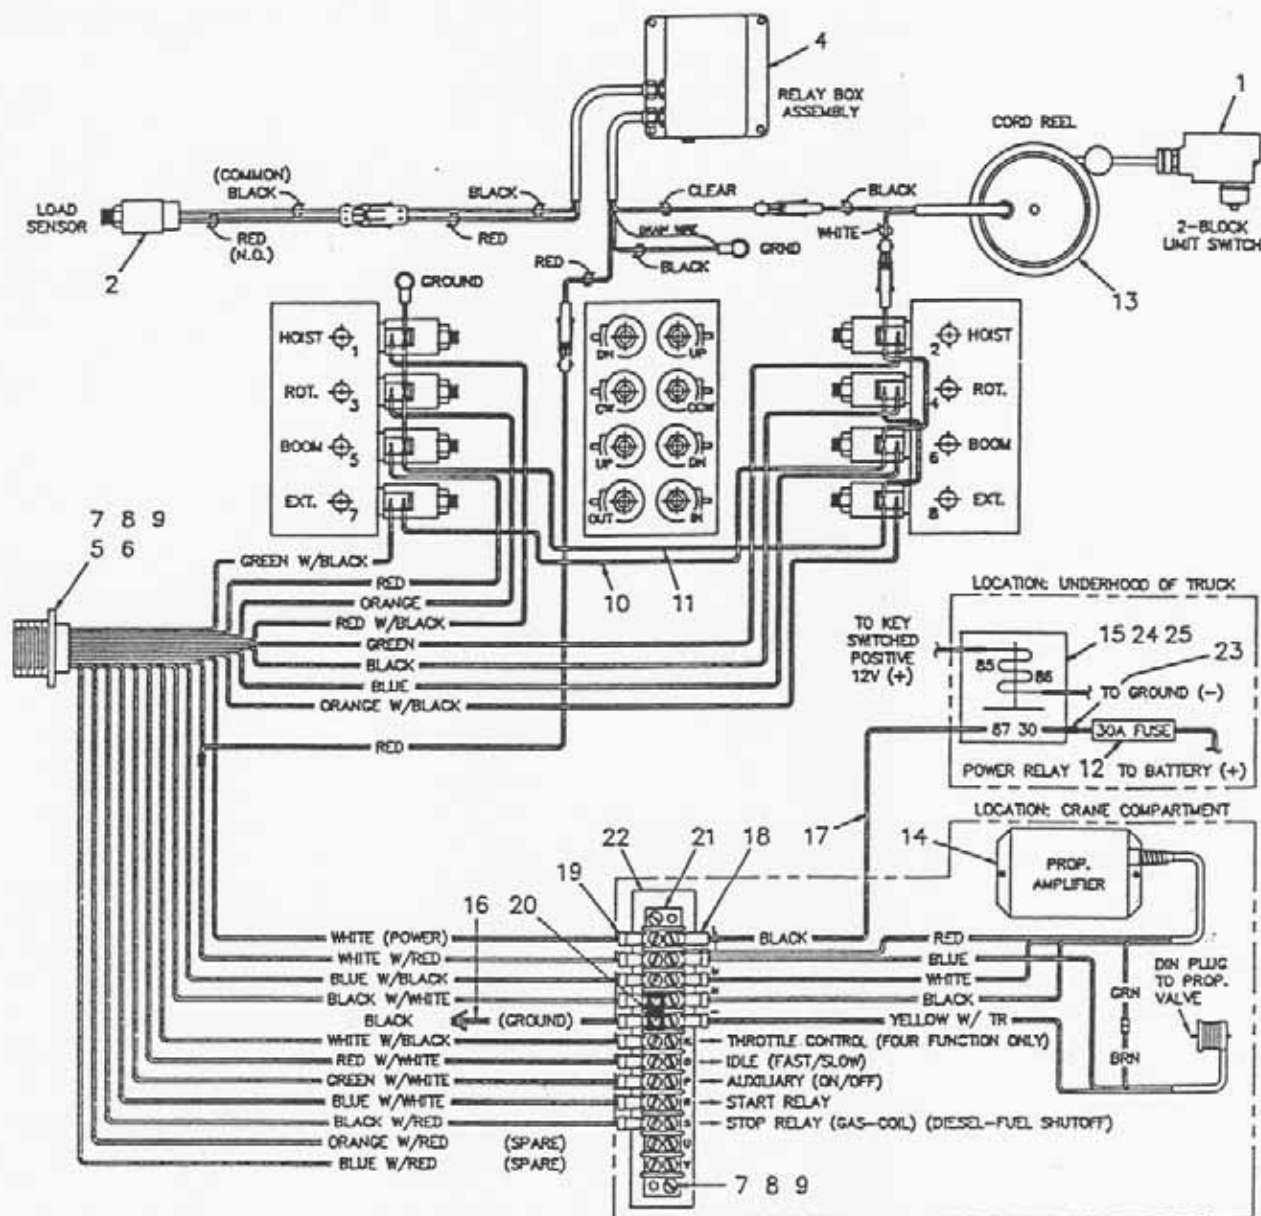 4
RELAY BOX
ASSEMBLY
1
CORD REEL
2-BLOCK
LIMIT SWITCH
13
(COMMON)
BLACK
BLACK
CLEAR
BLACK
LOAD
SENSOR
RED
(N.O.)
RED
DRAIN WIRE
WHITE
GRND
BLACK
RED
2
GROUND
HOIST 1
ROT. 3
BOOM 5
EXT. 7
DN UP
CW CCW
UP DN
OUT IN
2 HOIST
4 ROT.
6 BOOM
8 EXT.
7 8 9
5 6
GREEN W/BLACK
RED
ORANGE
RED W/BLACK
GREEN
BLACK
BLUE
ORANGE W/BLACK
RED
10
11
LOCATION: UNDERHOOD OF TRUCK
TO KEY
SWITCHED
POSITIVE
12V (+)
15 24 25
23
85
86
TO GROUND (-)
87 30
30A FUSE
POWER RELAY
12
TO BATTERY (+)
LOCATION: CRANE COMPARTMENT
17
14
PROP.
AMPLIFIER
22
21
18
19
16
20
WHITE (POWER)
BLACK
RED
WHITE W/RED
BLUE
BLUE W/BLACK
WHITE
BLACK W/WHITE
BLACK
BLACK
(GROUND)
YELLOW W/ TR
GRN
BRN
DIN PLUG
TO PROP.
VALVE
WHITE W/BLACK
THROTTLE CONTROL (FOUR FUNCTION ONLY)
RED W/WHITE
IDLE (FAST/SLOW)
GREEN W/WHITE
P
AUXILIARY (ON/OFF)
BLUE W/WHITE
R
START RELAY
BLACK W/RED
S
STOP RELAY (GAS-COIL) (DIESEL-FUEL SHUTOFF)
ORANGE W/RED
(SPARE)
U
BLUE W/RED
(SPARE)
7 8 9